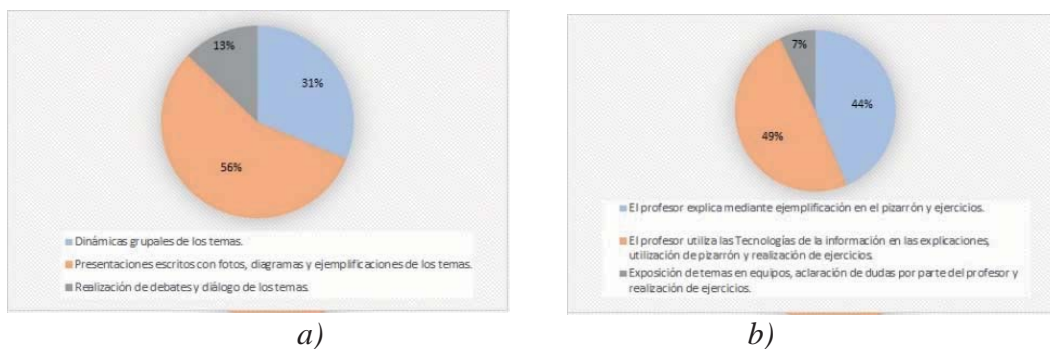 13%
31%
56%
Dinámicas grupales de los temas.
Presentaciones escritos con fotos, diagramas y ejemplificaciones de los temas.
Realización de debates y diálogo de los temas.
a)
7%
44%
49%
El profesor explica mediante ejemplificación en el pizarrón y ejercicios.
El profesor utiliza las Tecnologías de la información en las explicaciones,
utilización de pizarrón y realización de ejercicios.
Exposición de temas en equipos, aclaración de dudas por parte del profesor y
realización de ejercicios.
b)